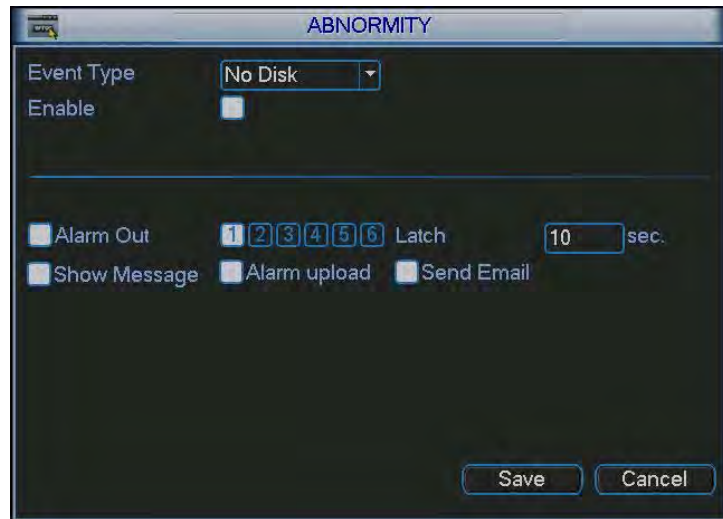 ABNORMITY
Event Type No Disk
Enable
Alarm Out 1 2 3 4 5 6 Latch 10 sec.
Show Message Alarm upload Send Email
Save Cancel